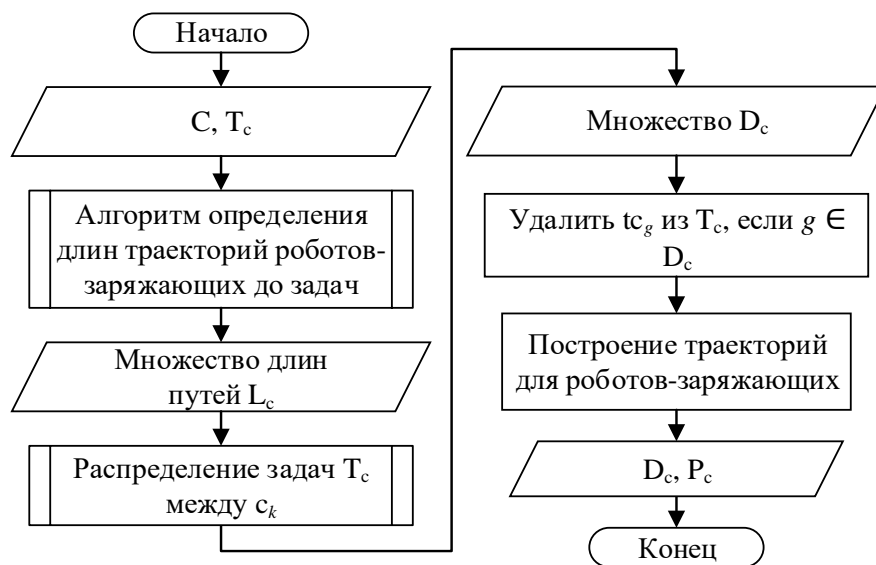 Начало
C, Tc
Алгоритм определения
длин траекторий роботов-
заряжающих до задач
Множество длин
путей Lc
Распределение задач Tc
между ck
Множество Dc
Удалить tcg из Tc, если g ∈
Dc
Построение траекторий
для роботов-заряжающих
Dc, Pc
Конец